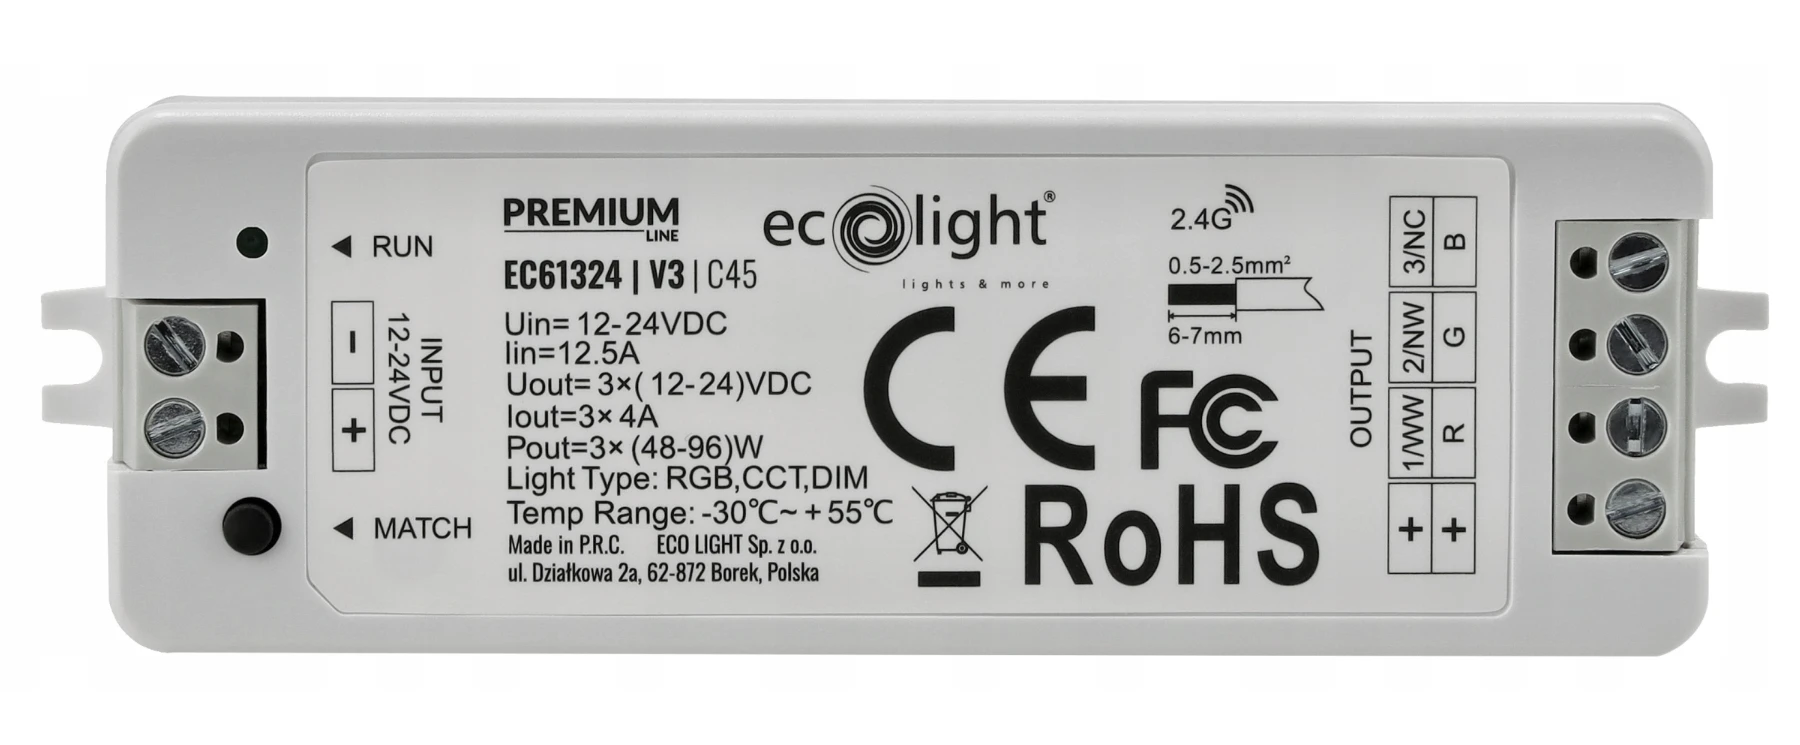 RUN
INPUT
12-24VDC
-
+
MATCH
PREMIUM
LINE
EC61324 | V3 | C45
Uin= 12-24VDC
Iin=12.5A
Uout= 3×( 12-24)VDC
Iout=3× 4A
Pout=3× (48-96)W
Light Type: RGB,CCT,DIM
Temp Range: -30℃~ +55℃
Made in P.R.C. ECO LIGHT Sp. z o.o.
ul. Działkowa 2a, 62-872 Borek, Polska
ecolight®
lights & more
CE
FC
RoHS
2.4G
0.5-2.5mm²
6-7mm
OUTPUT
3/NC B
2/NW G
1/WW R
+ +